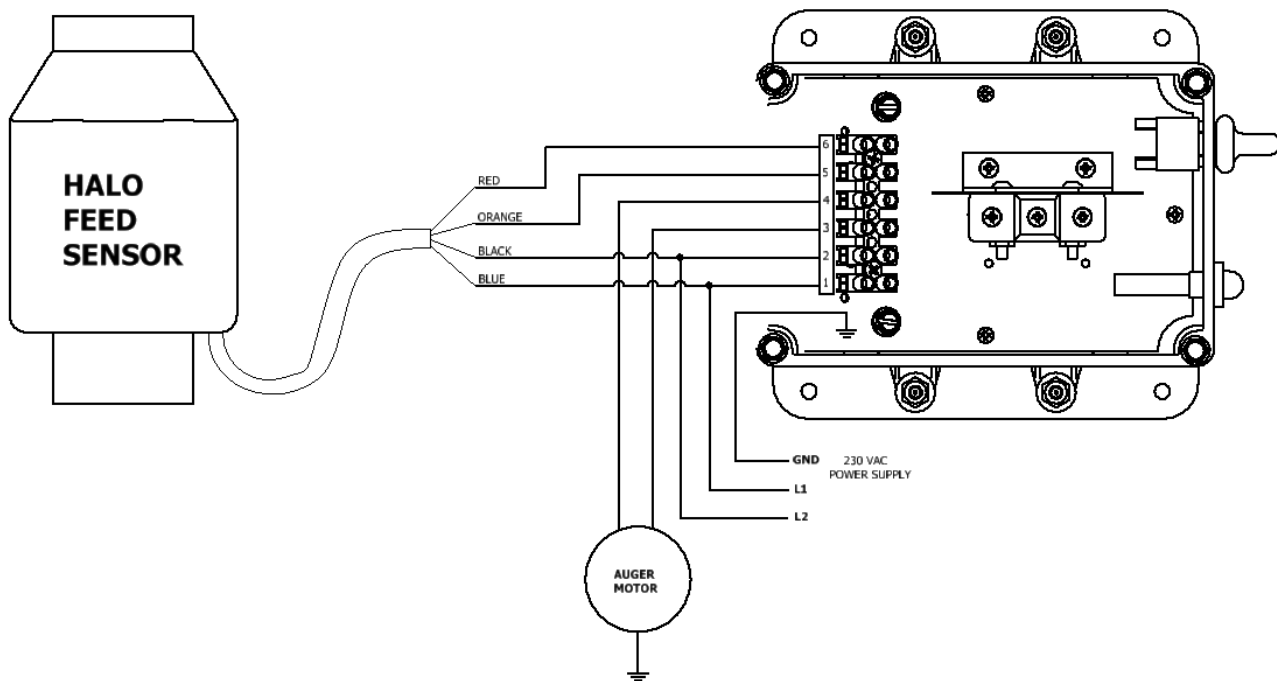 HALO
FEED
SENSOR
RED
ORANGE
BLACK
BLUE
6
5
4
3
2
1
GND
230 VAC
POWER SUPPLY
L1
L2
AUGER
MOTOR